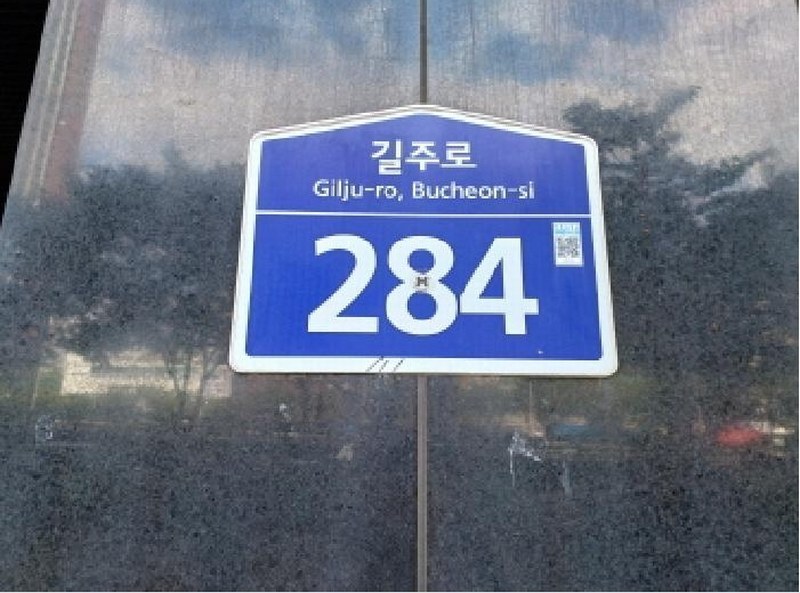 길주로
Gilju-ro, Bucheon-si
284